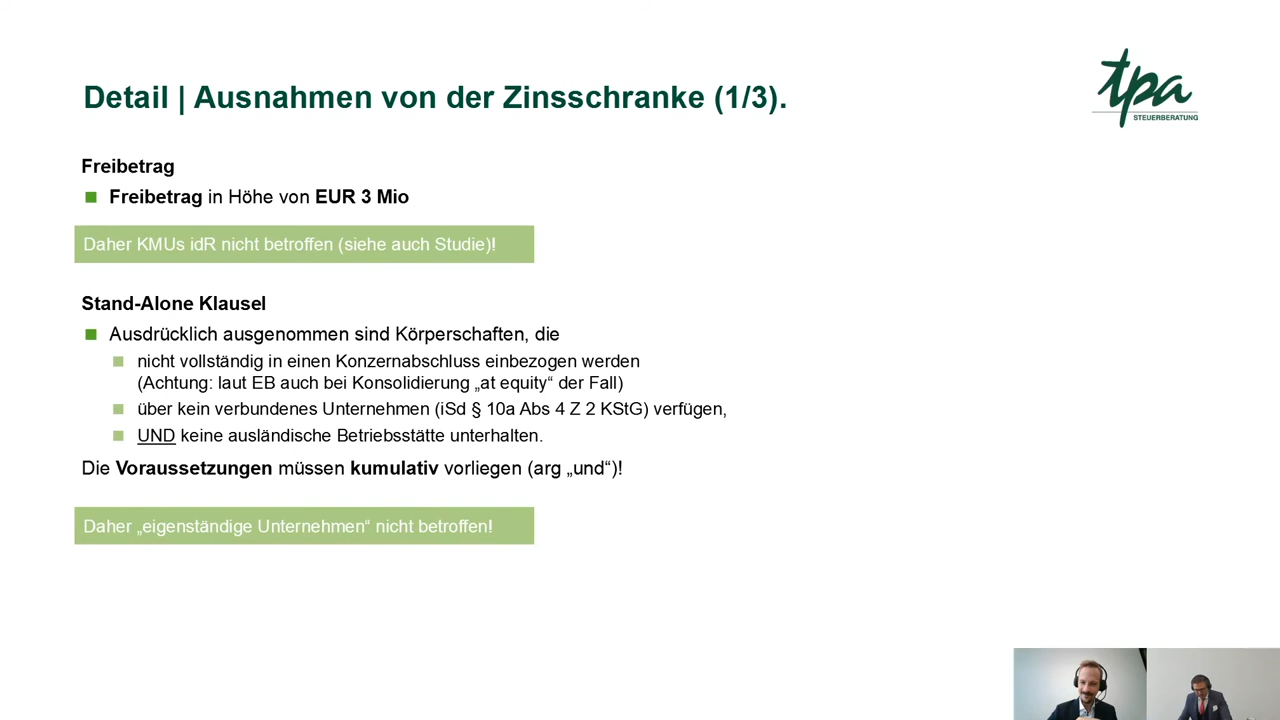 Detail | Ausnahmen von der Zinsschranke (1/3).
tpa
STEUERBERATUNG
Freibetrag
Freibetrag in Höhe von EUR 3 Mio
Daher KMUs idR nicht betroffen (siehe auch Studie)!
Stand-Alone Klausel
Ausdrücklich ausgenommen sind Körperschaften, die
nicht vollständig in einen Konzernabschluss einbezogen werden
(Achtung: laut EB auch bei Konsolidierung „at equity“ der Fall)
über kein verbundenes Unternehmen (iSd § 10a Abs 4 Z 2 KStG) verfügen,
UND keine ausländische Betriebsstätte unterhalten.
Die Voraussetzungen müssen kumulativ vorliegen (arg „und“)!
Daher „eigenständige Unternehmen“ nicht betroffen!